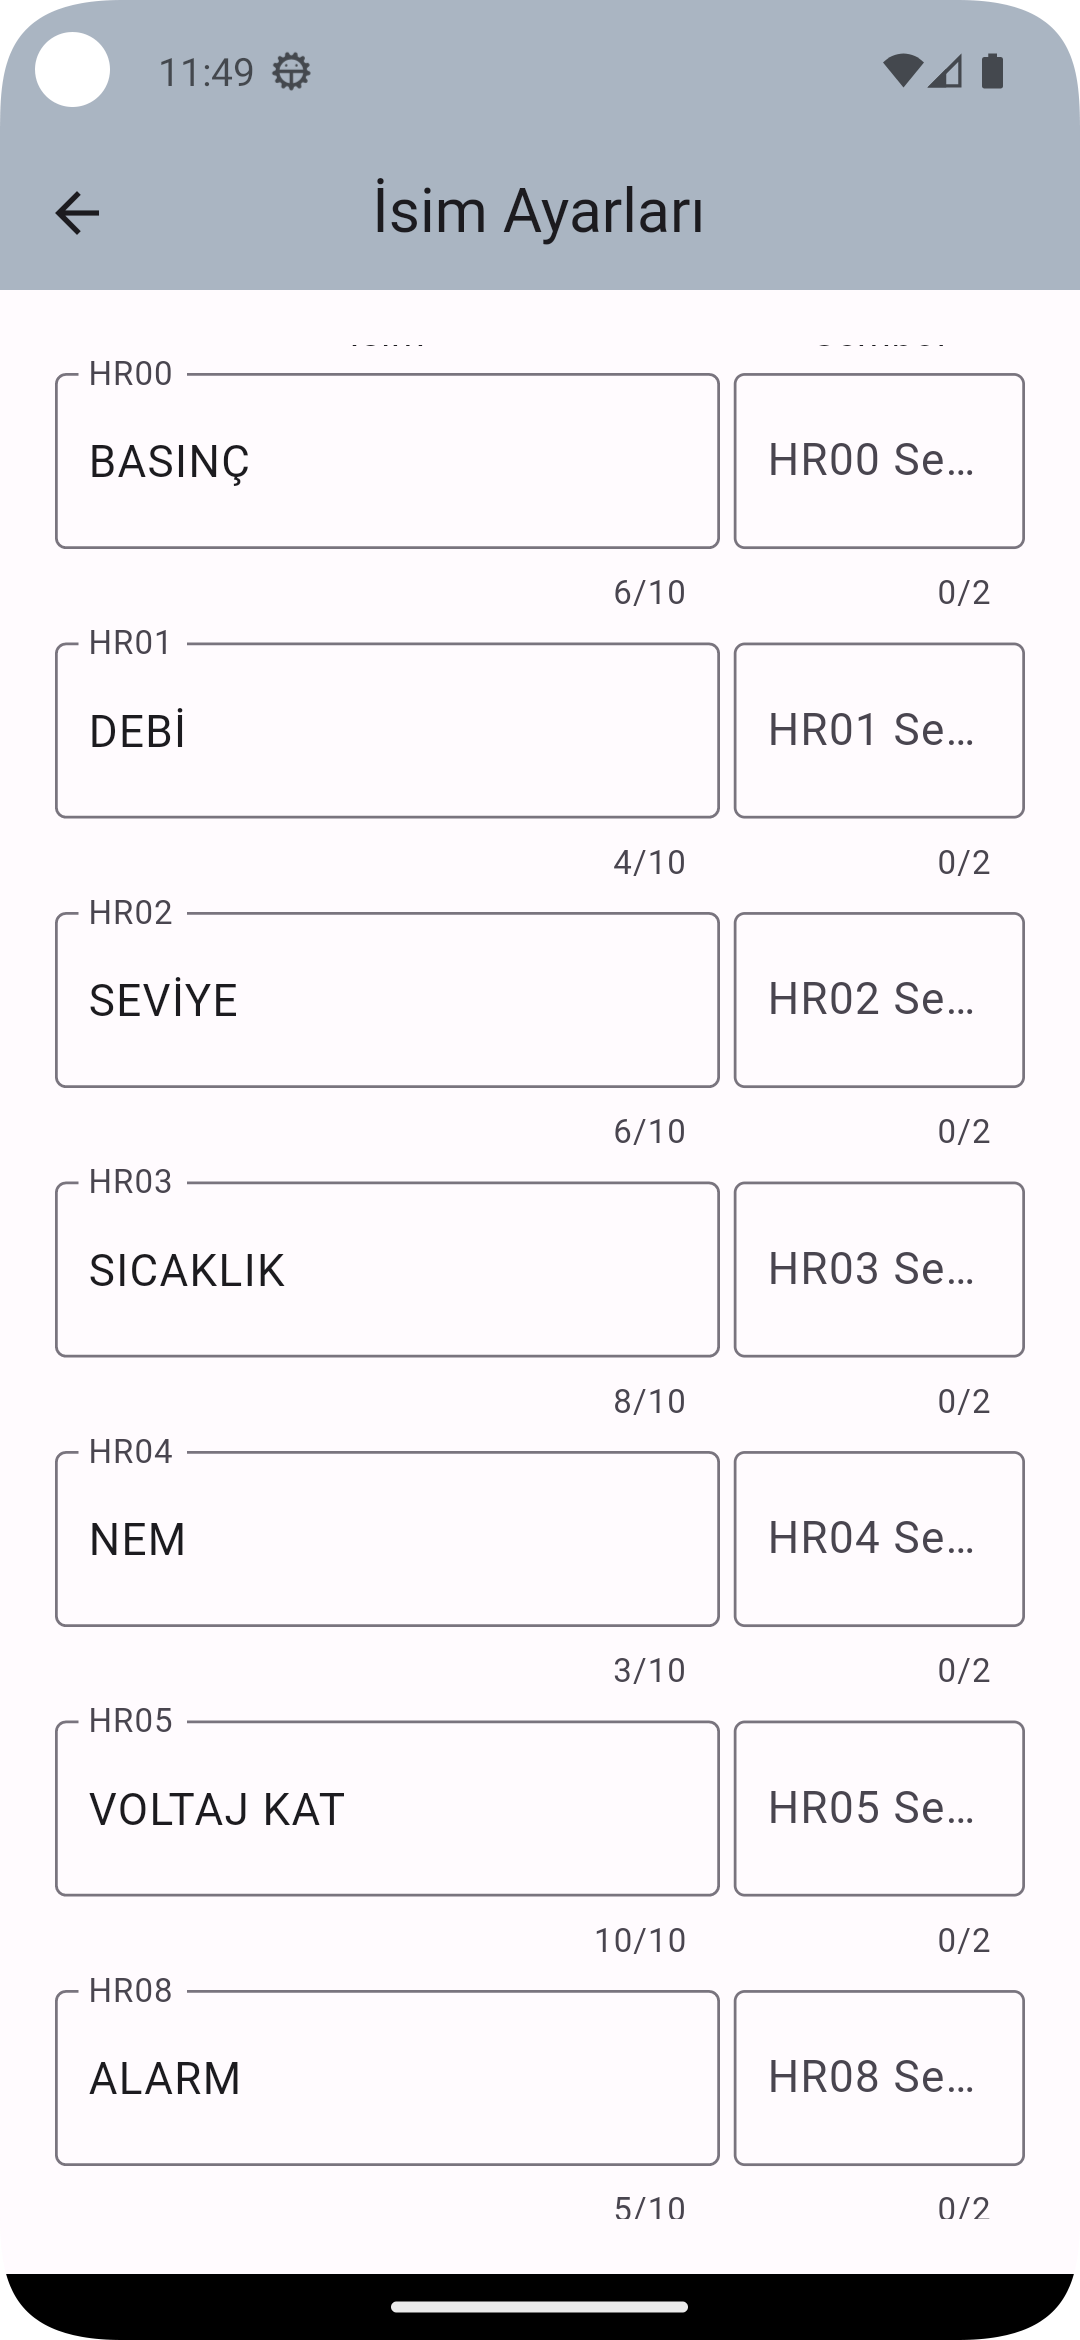 11:49
İsim Ayarları
HR00
BASINÇ
HR00 Se...
6/10
0/2
HR01
DEBİ
HR01 Se...
4/10
0/2
HR02
SEVİYE
HR02 Se...
6/10
0/2
HR03
SICAKLIK
HR03 Se...
8/10
0/2
HR04
NEM
HR04 Se...
3/10
0/2
HR05
VOLTAJ KAT
HR05 Se...
10/10
0/2
HR08
ALARM
HR08 Se...
5/10
0/2